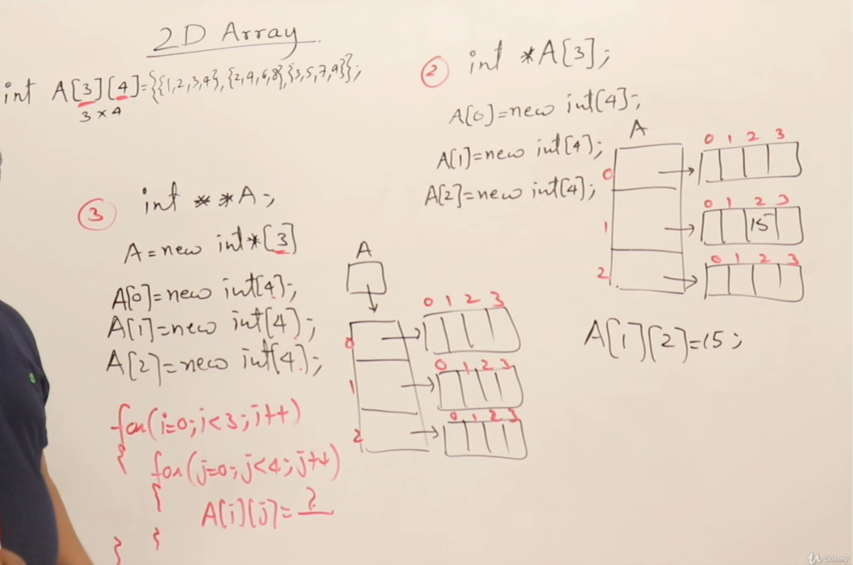 2D Array
int A[3][4]={{1,2,3,4},{2,4,6,8},{3,5,7,9}};
3×4
② int *A[3];
A[0]=new int[4];
A[1]=new int[4];
A[2]=new int[4];
A
0 1 2 3
0
0 1 2 3
1 15
0 1 2 3
2
A[1][2]=15;
③ int **A;
A=new int*[3]
A[0]=new int[4];
A[1]=new int[4];
A[2]=new int[4];
A
0 1 2 3
0
0 1 2 3
1
0 1 2 3
2
for(i=0;i<3;i++)
{
for(j=0;j<4;j++)
{
A[i][j]=?
}
}
Udemy